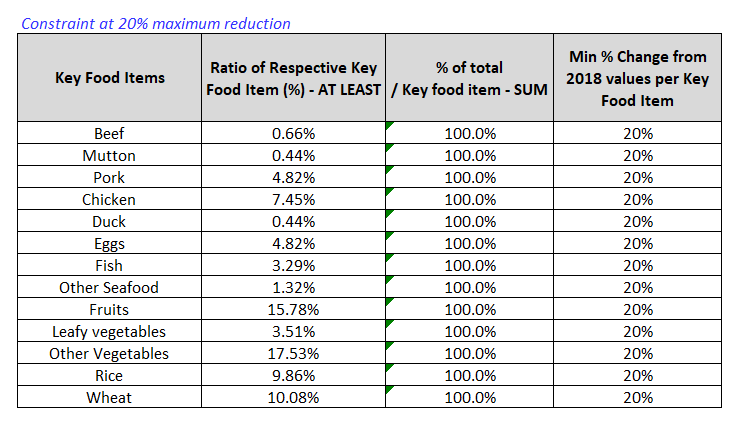 Constraint at 20% maximum reduction
Key Food Items
Ratio of Respective Key
Food Item (%) - AT LEAST
% of total
/ Key food item - SUM
Min % Change from
2018 values per Key
Food Item
Beef 0.66% 100.0% 20%
Mutton 0.44% 100.0% 20%
Pork 4.82% 100.0% 20%
Chicken 7.45% 100.0% 20%
Duck 0.44% 100.0% 20%
Eggs 4.82% 100.0% 20%
Fish 3.29% 100.0% 20%
Other Seafood 1.32% 100.0% 20%
Fruits 15.78% 100.0% 20%
Leafy vegetables 3.51% 100.0% 20%
Other Vegetables 17.53% 100.0% 20%
Rice 9.86% 100.0% 20%
Wheat 10.08% 100.0% 20%